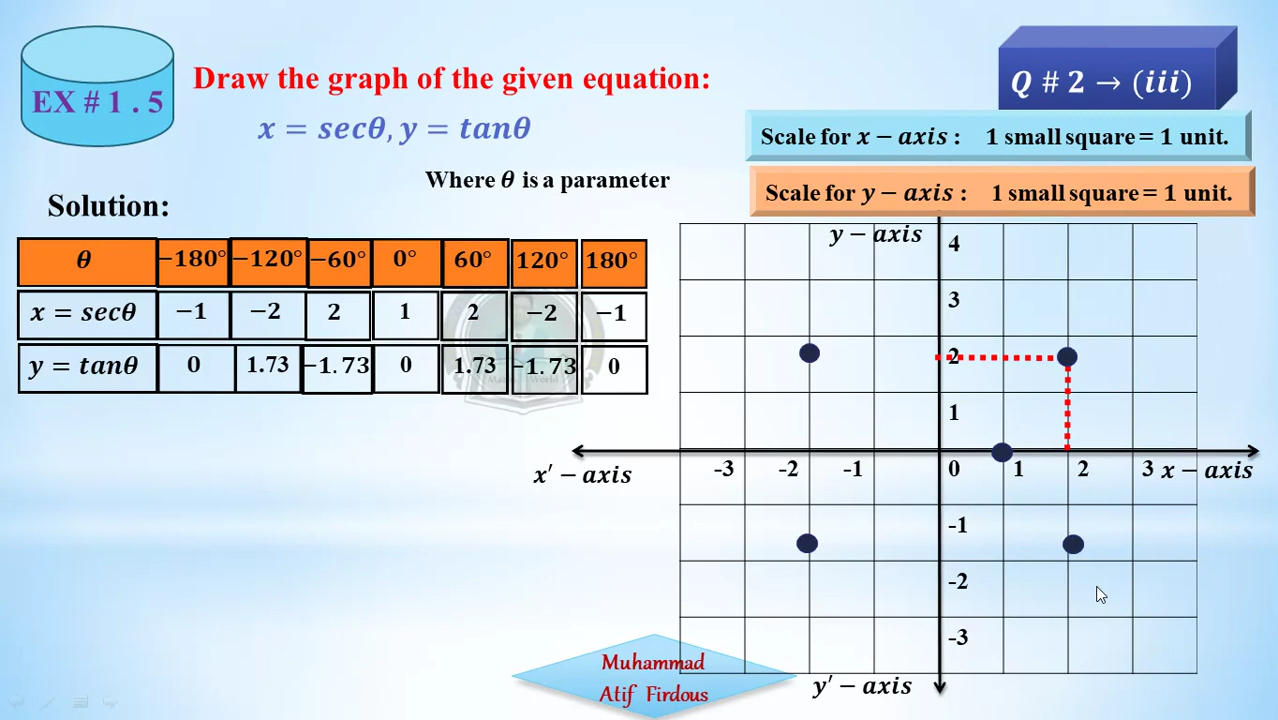 EX # 1 . 5
Draw the graph of the given equation:
x = secθ, y = tanθ
Q # 2 → (iii)
Scale for x − axis : 1 small square = 1 unit.
Where θ is a parameter
Scale for y − axis : 1 small square = 1 unit.
Solution:
θ −180° −120° −60° 0° 60° 120° 180°
x = secθ −1 −2 2 1 2 −2 −1
y = tanθ 0 1.73 −1.73 0 1.73 −1.73 0
y − axis 4
3
2
1
x′ − axis -3 -2 -1 0 1 2 3 x − axis
-1
-2
-3
y′ − axis
Muhammad
Atif Firdous